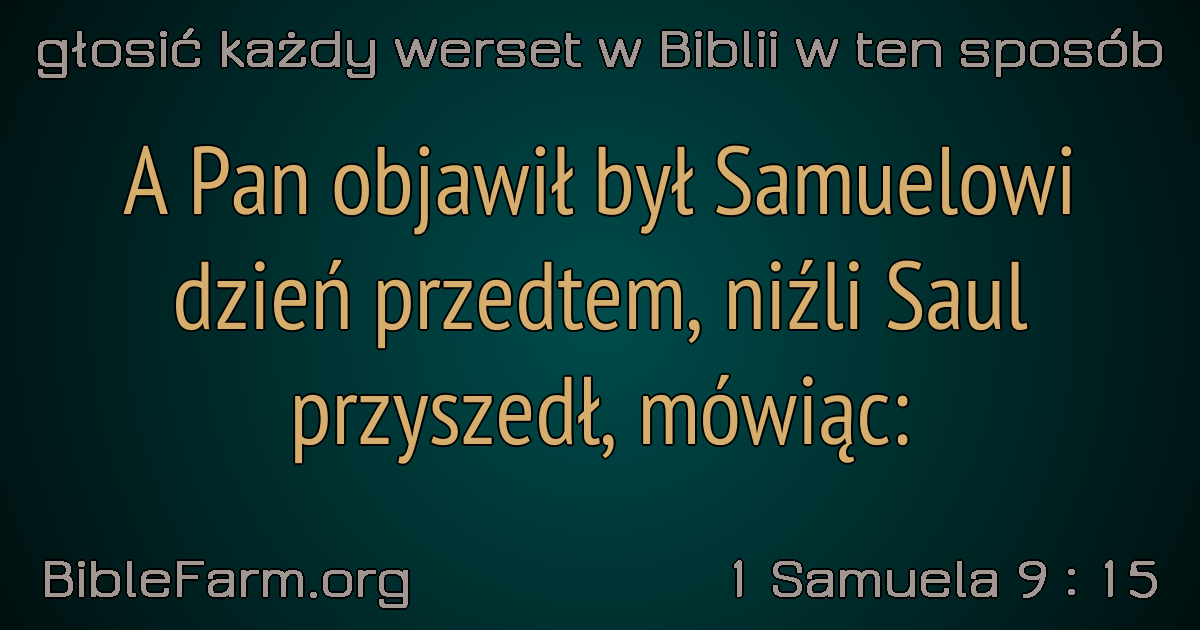 głosić każdy werset w Biblii w ten sposób
A Pan objawił był Samuelowi
dzień przedtem, niźli Saul
przyszedł, mówiąc:
BibleFarm.org
1 Samuela 9 : 15